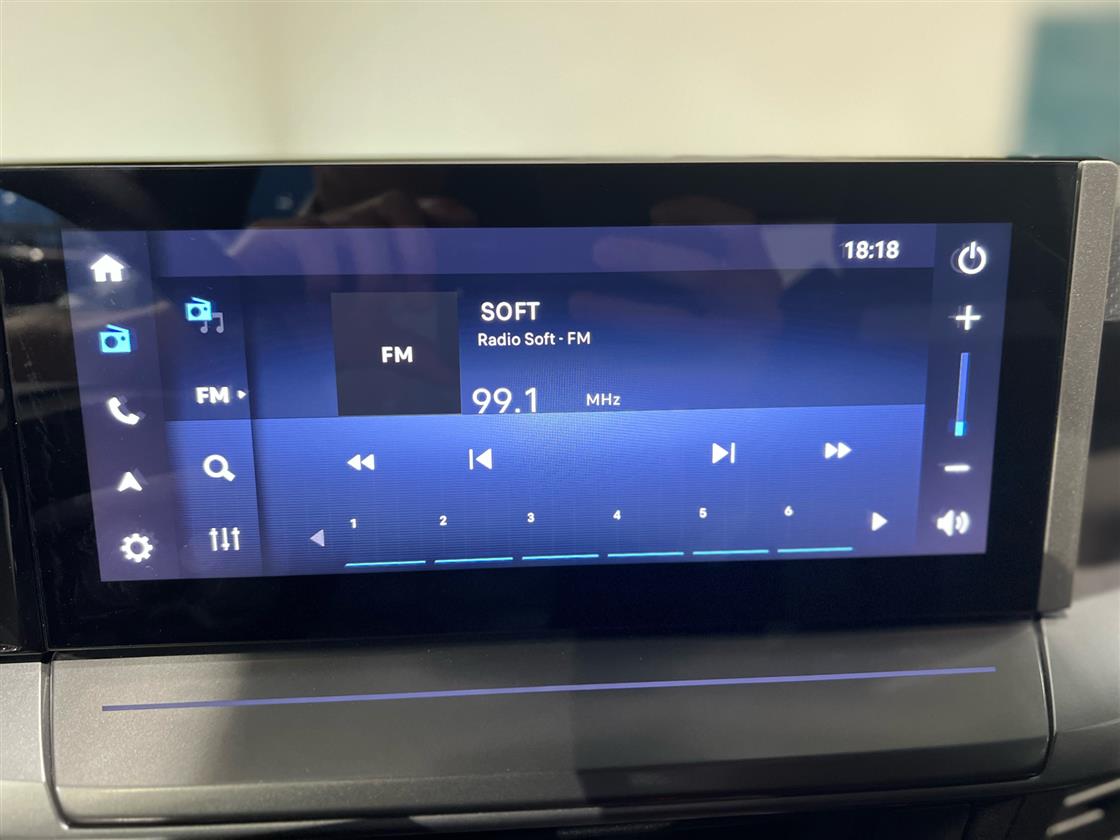 18:18
SOFT
Radio Soft - FM
FM
99.1 MHz
FM
1 2 3 4 5 6